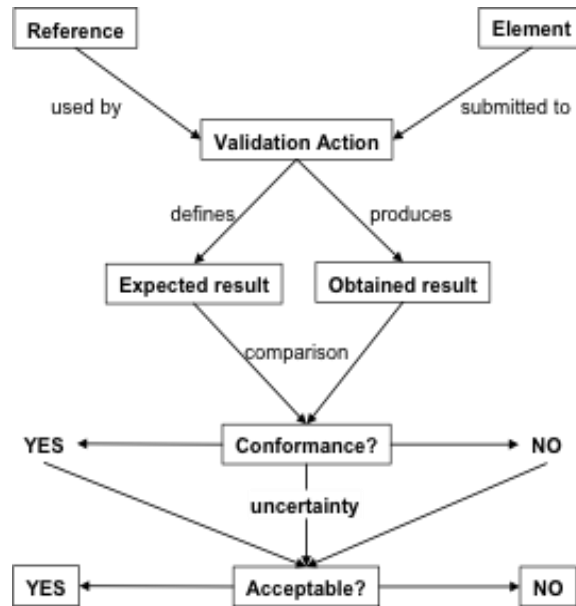 Reference
Element
used by
submitted to
Validation Action
defines
produces
Expected result
Obtained result
comparison
YES
Conformance?
NO
uncertainty
YES
Acceptable?
NO